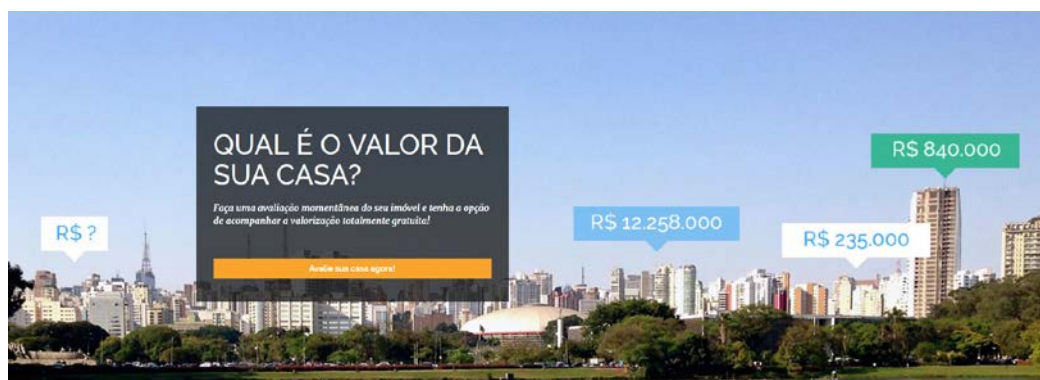 QUAL É O VALOR DA
SUA CASA?
Faça uma avaliação momentânea do seu imóvel e tenha a opção
de acompanhar a valorização totalmente gratuita!
Avalie sua casa agora!
R$ ?
R$ 12.258.000
R$ 235.000
R$ 840.000